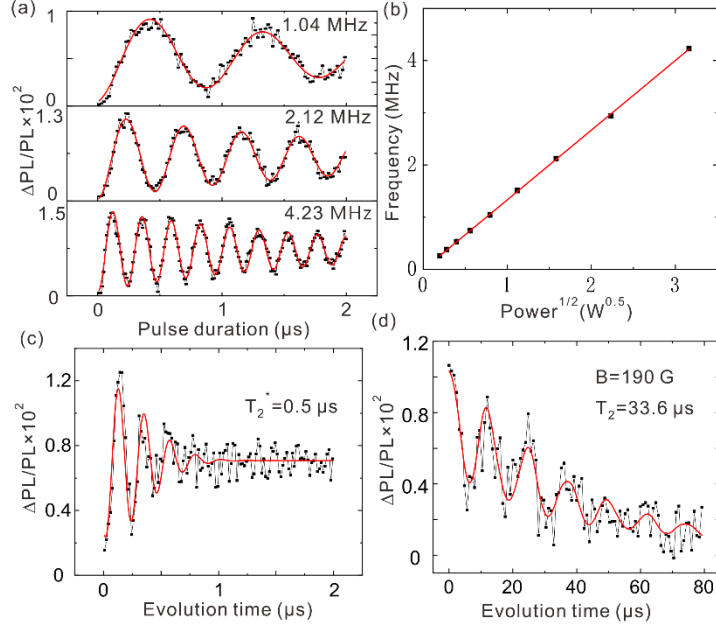 (a)
1
1.04 MHz
0
1.3
2.12 MHz
0
1.5
4.23 MHz
0
ΔPL/PL×10²
0 1 2
Pulse duration (μs)
(b)
4
2
0
Frequency (MHz)
0 1 2 3
Power^1/2 (W^0.5)
(c)
1.2
0.8
0.4
0
ΔPL/PL×10²
T₂*=0.5 μs
0 1 2
Evolution time (μs)
(d)
1.2
0.8
0.4
0
ΔPL/PL×10²
B=190 G
T₂=33.6 μs
0 20 40 60 80
Evolution time (μs)